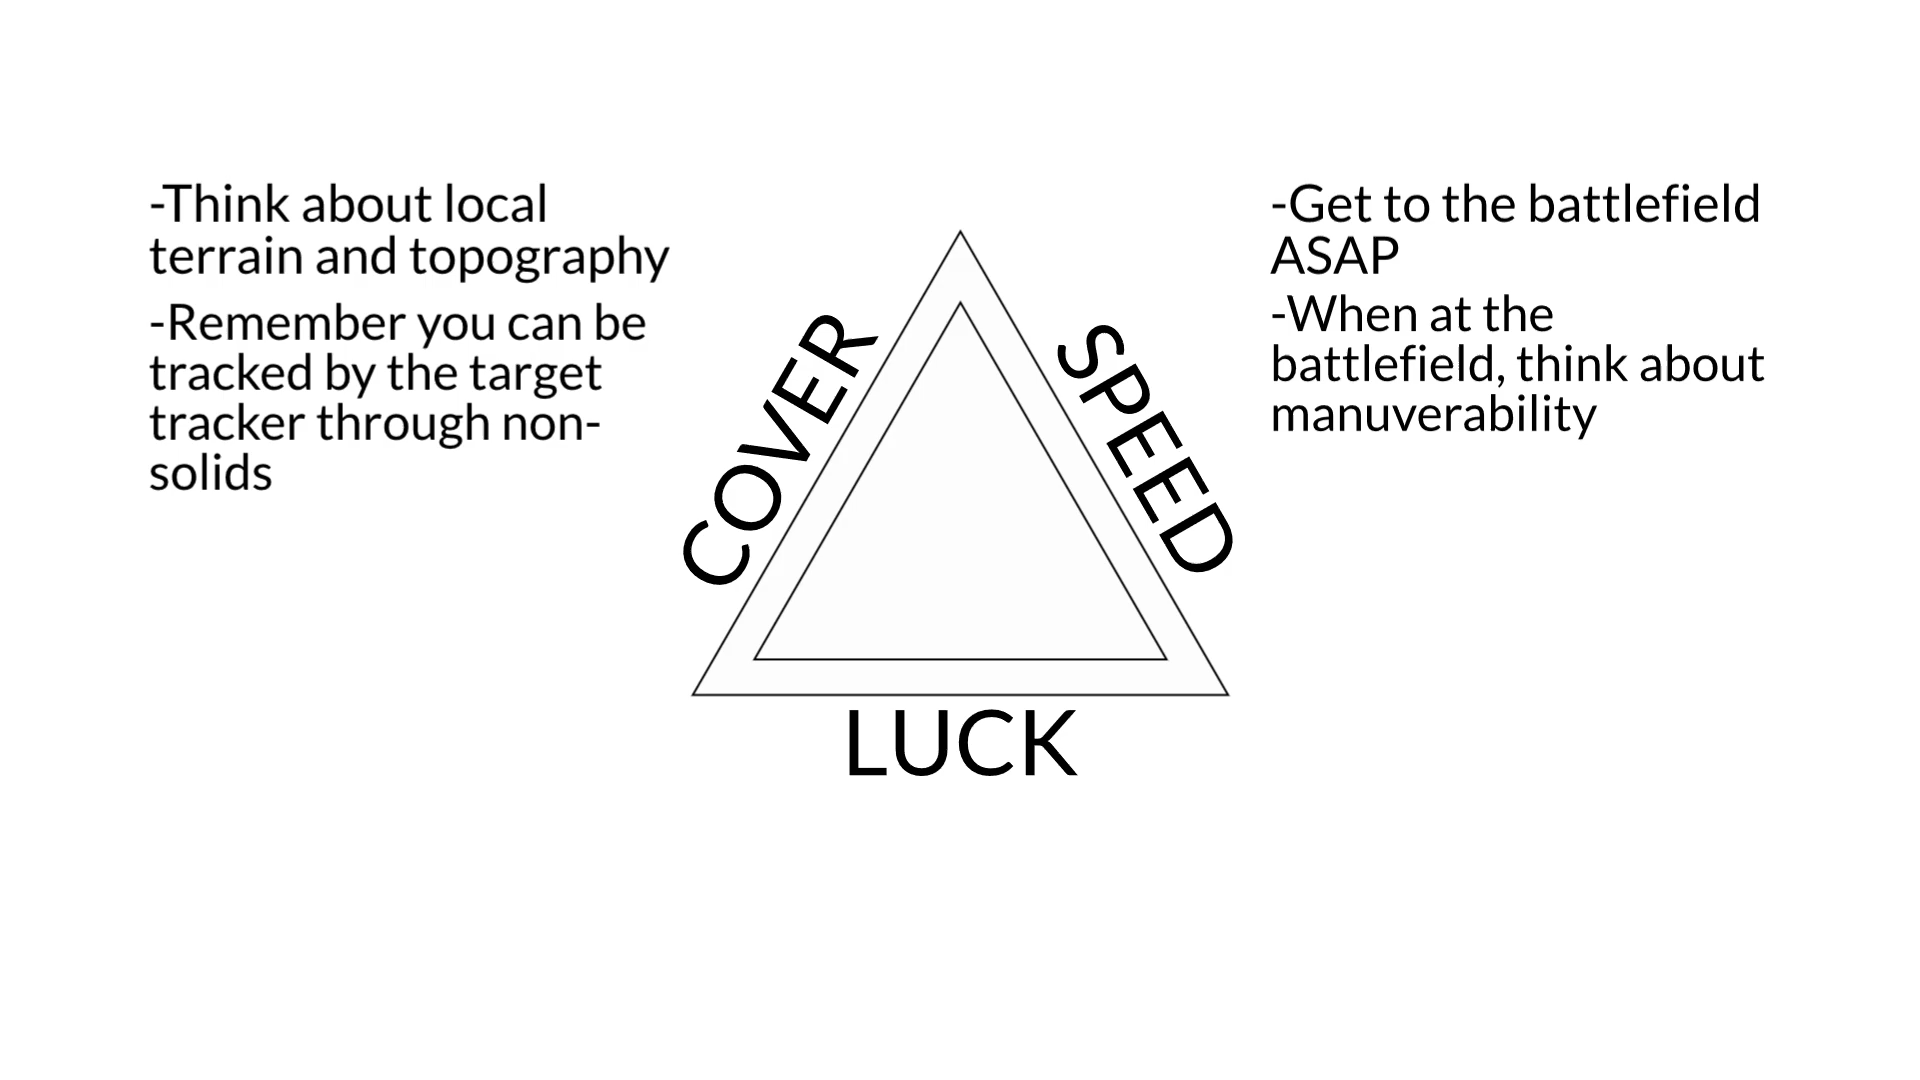 -Think about local
terrain and topography
-Remember you can be
tracked by the target
tracker through non-
solids
COVER
SPEED
LUCK
-Get to the battlefield
ASAP
-When at the
battlefield, think about
manuverability